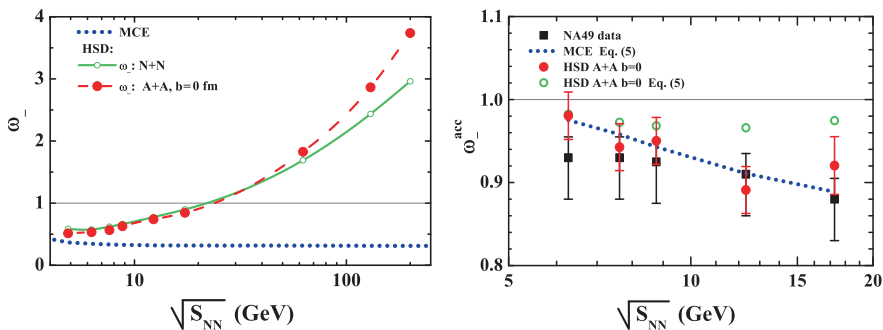 4
3
2
1
0
ω_
MCE
HSD:
ω_: N+N
ω_: A+A, b=0 fm
10
100
√S_NN (GeV)
1.1
1.0
0.9
0.8
ω_^acc
NA49 data
MCE Eq. (5)
HSD A+A b=0
HSD A+A b=0 Eq. (5)
5
10
15
20
√S_NN (GeV)